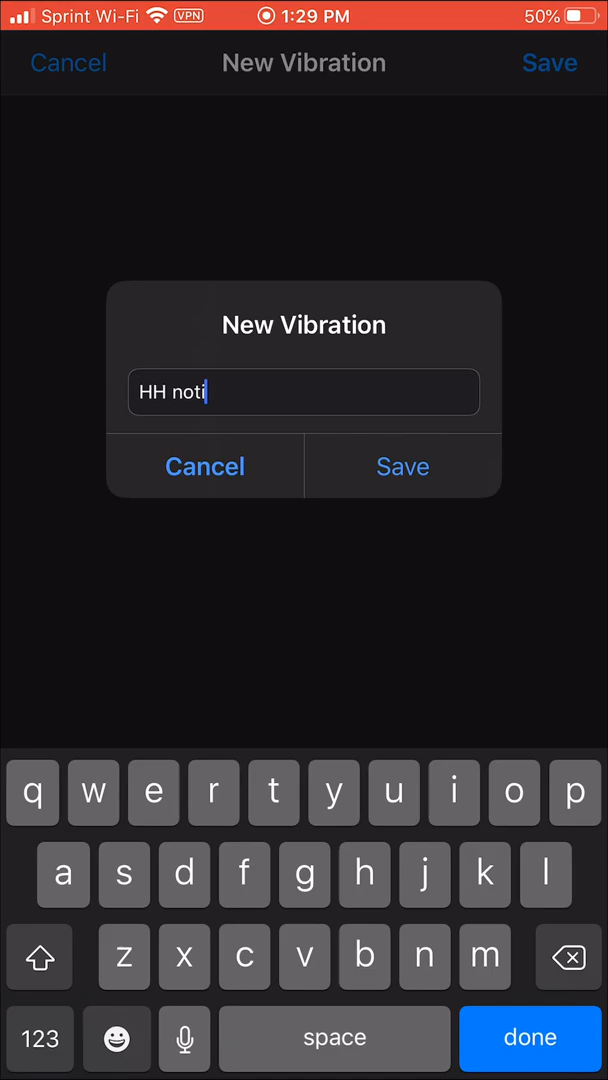 Sprint Wi-Fi VPN 1:29 PM 50%
Cancel New Vibration Save
New Vibration
HH noti
Cancel Save
q w e r t y u i o p
a s d f g h j k l
z x c v b n m
123 space done